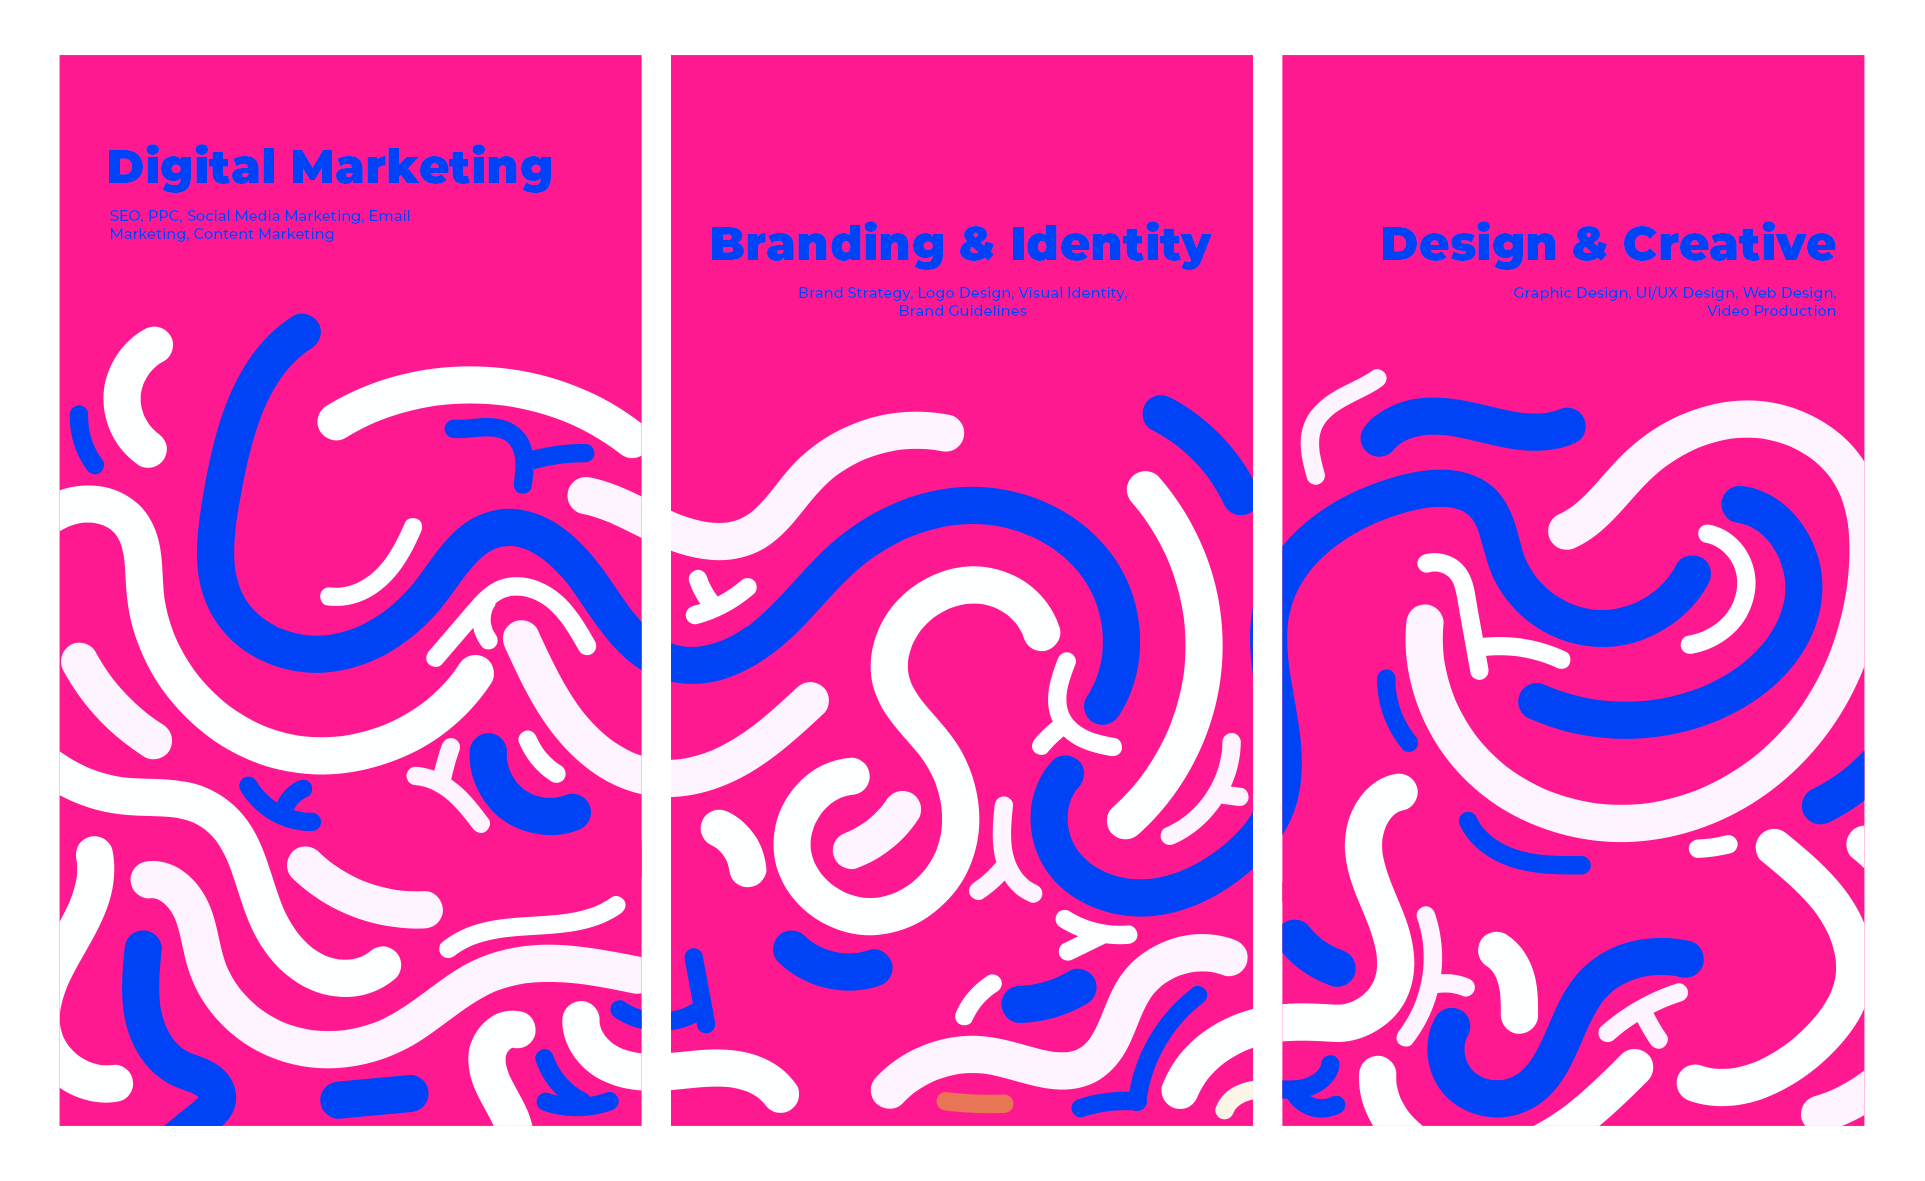 Digital Marketing
SEO, PPC, Social Media Marketing, Email
Marketing, Content Marketing
Branding & Identity
Brand Strategy, Logo Design, Visual Identity,
Brand Guidelines
Design & Creative
Graphic Design, UI/UX Design, Web Design,
Video Production